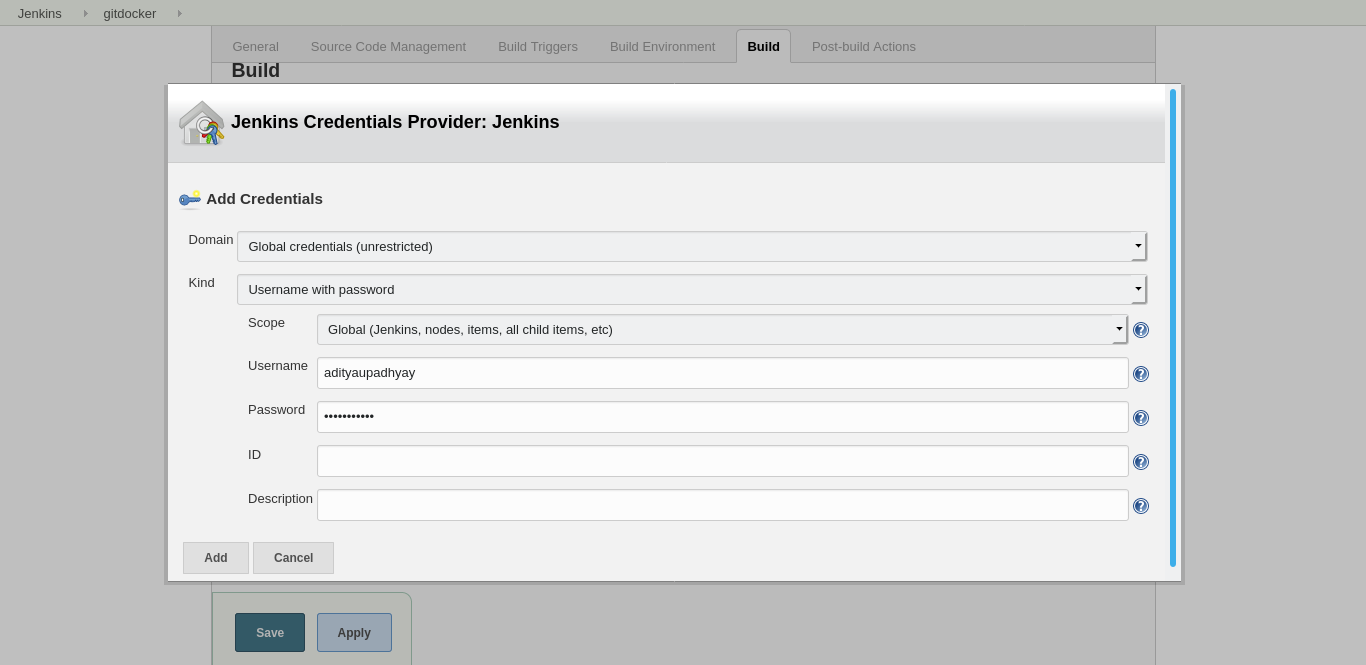 Jenkins gitdocker
General Source Code Management Build Triggers Build Environment Build Post-build Actions
Build
Jenkins Credentials Provider: Jenkins
Add Credentials
Domain Global credentials (unrestricted)
Kind Username with password
Scope Global (Jenkins, nodes, items, all child items, etc)
Username adityaupadhyay
Password •••••••••••
ID
Description
Add Cancel
Save Apply